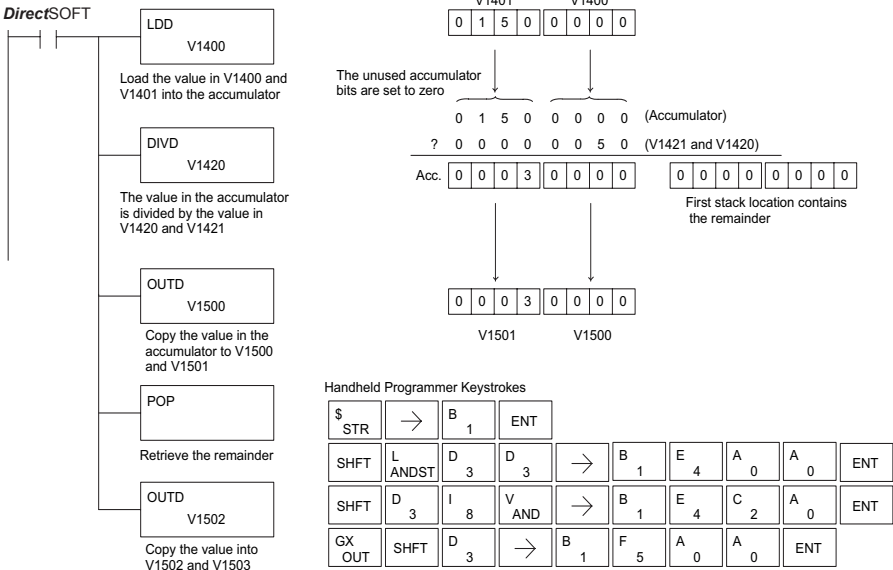 DirectSOFT
LDD
V1400
Load the value in V1400 and
V1401 into the accumulator
DIVD
V1420
The value in the accumulator
is divided by the value in
V1420 and V1421
OUTD
V1500
Copy the value in the
accumulator to V1500
and V1501
POP
Retrieve the remainder
OUTD
V1502
Copy the value into
V1502 and V1503
V1401 V1400
0 1 5 0 0 0 0 0
The unused accumulator
bits are set to zero
0 1 5 0 0 0 0 0 (Accumulator)
? 0 0 0 0 0 0 5 0 (V1421 and V1420)
Acc. 0 0 0 3 0 0 0 0 0 0 0 0 0 0 0 0
First stack location contains
the remainder
0 0 0 3 0 0 0 0
V1501 V1500
Handheld Programmer Keystrokes
$ STR → B 1 ENT
SHFT L ANDST D 3 D 3 → B 1 E 4 A 0 A 0 ENT
SHFT D 3 I 8 V AND → B 1 E 4 C 2 A 0 ENT
GX OUT SHFT D 3 → B 1 F 5 A 0 A 0 ENT